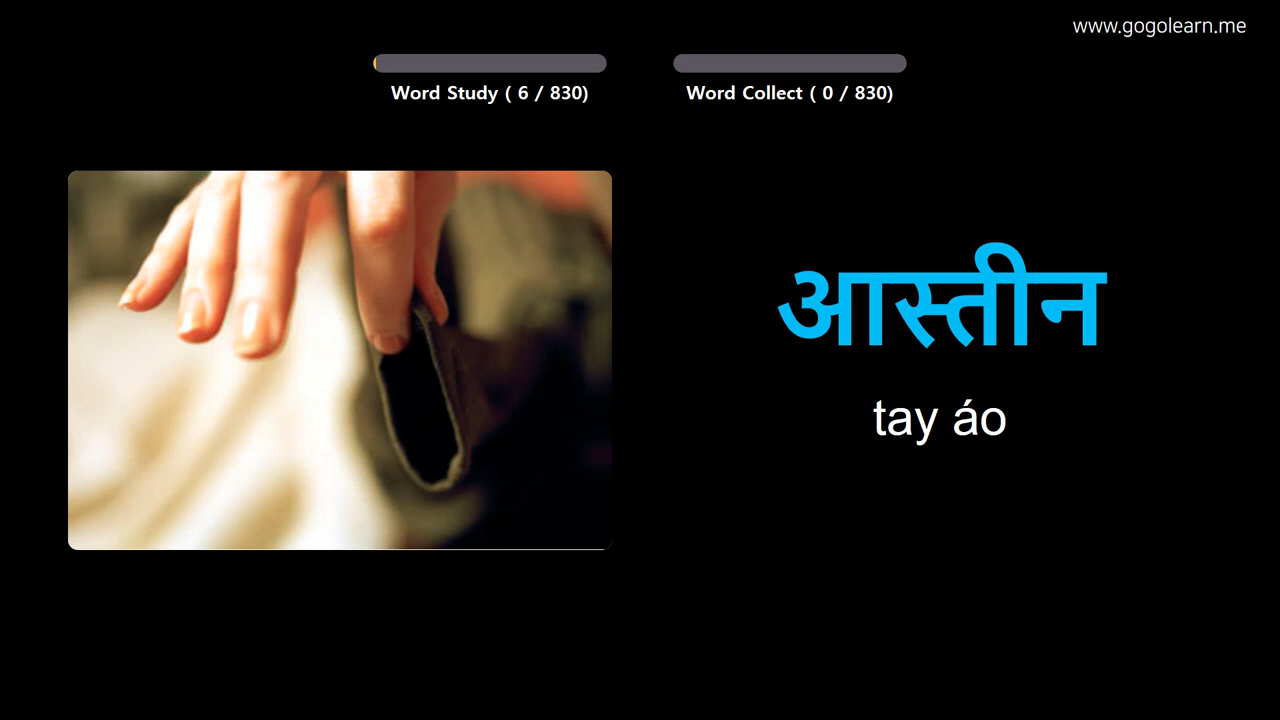 www.gogolearn.me
Word Study ( 6 / 830)
Word Collect ( 0 / 830)
आस्तीन
tay áo